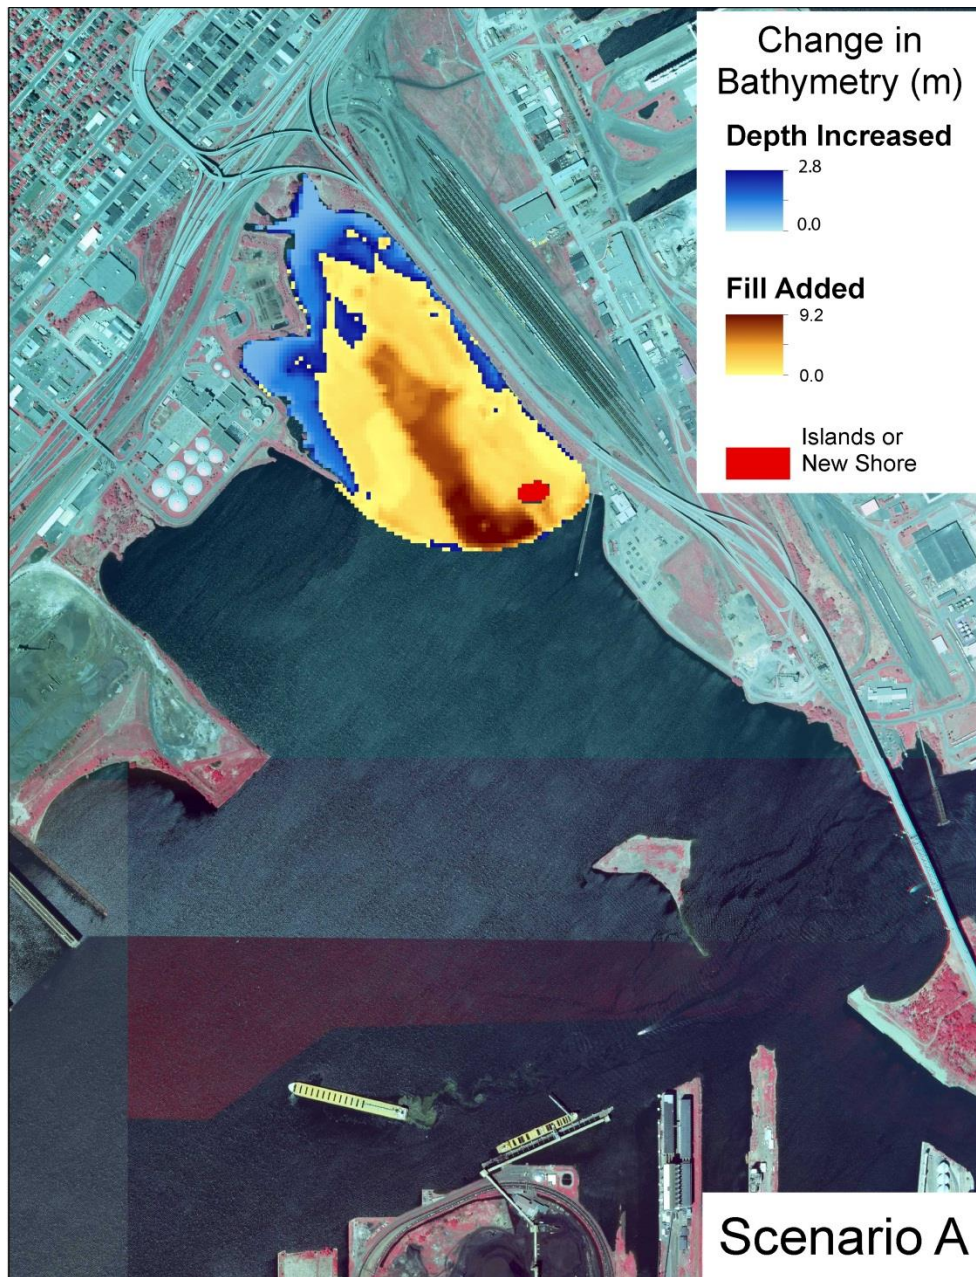 Change in
Bathymetry (m)
Depth Increased
2.8
0.0
Fill Added
9.2
0.0
Islands or
New Shore
Scenario A